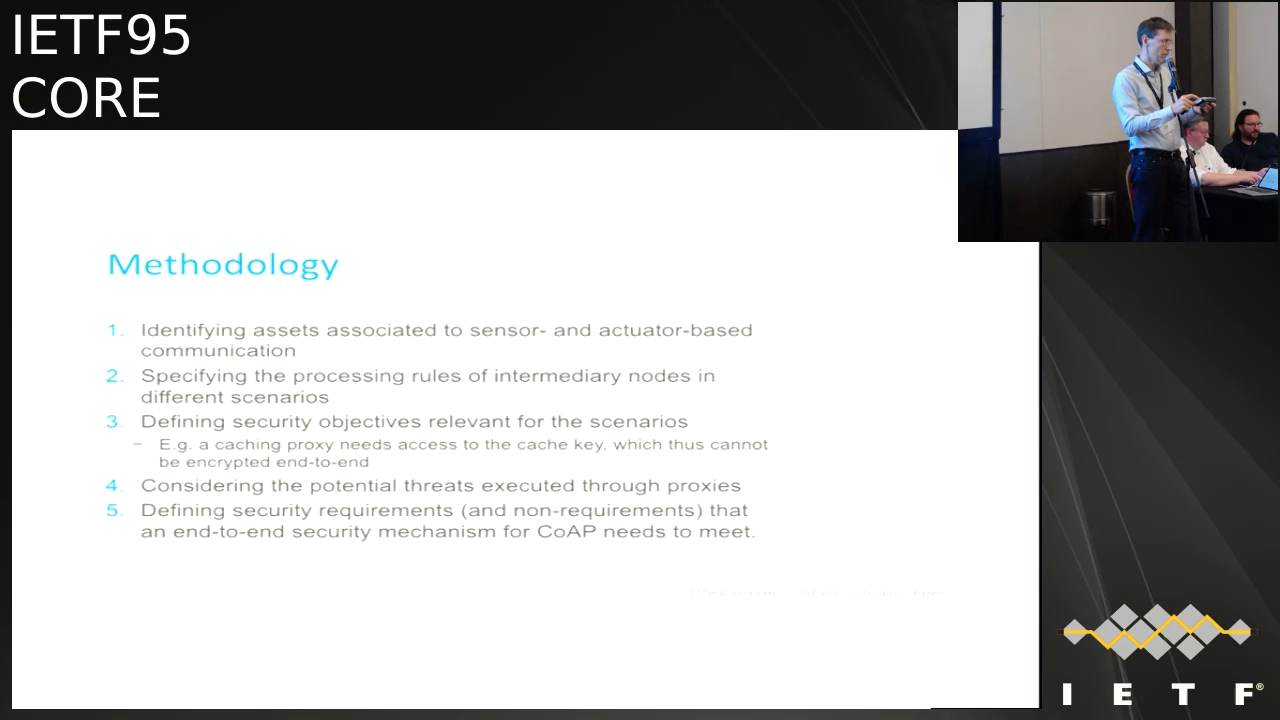 IETF95
CORE
Methodology
1. Identifying assets associated to sensor- and actuator-based
communication
2. Specifying the processing rules of intermediary nodes in
different scenarios
3. Defining security objectives relevant for the scenarios
– E.g. a caching proxy needs access to the cache key, which thus cannot
be encrypted end-to-end
4. Considering the potential threats executed through proxies
5. Defining security requirements (and non-requirements) that
an end-to-end security mechanism for CoAP needs to meet.
I E T F®